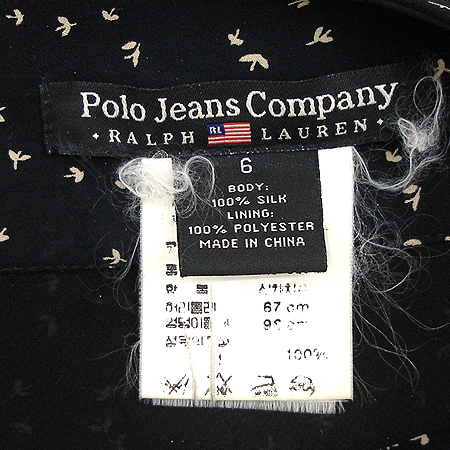 Polo Jeans Company
• RALPH RL LAUREN •
6
BODY:
100% SILK
LINING:
100% POLYESTER
MADE IN CHINA
67 cm
cm
100%